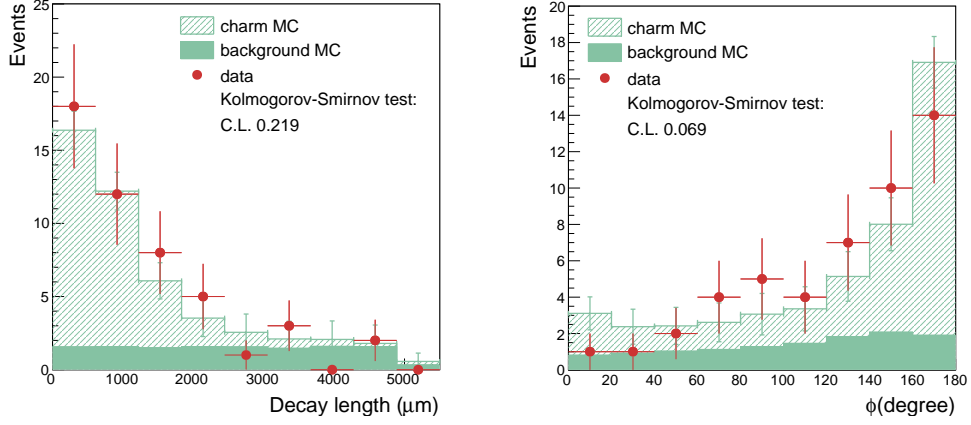 Events
25
20
15
10
5
0
charm MC
background MC
data
Kolmogorov-Smirnov test:
C.L. 0.219
0 1000 2000 3000 4000 5000
Decay length (μm)
Events
20
18
16
14
12
10
8
6
4
2
0
charm MC
background MC
data
Kolmogorov-Smirnov test:
C.L. 0.069
0 20 40 60 80 100 120 140 160 180
ϕ(degree)